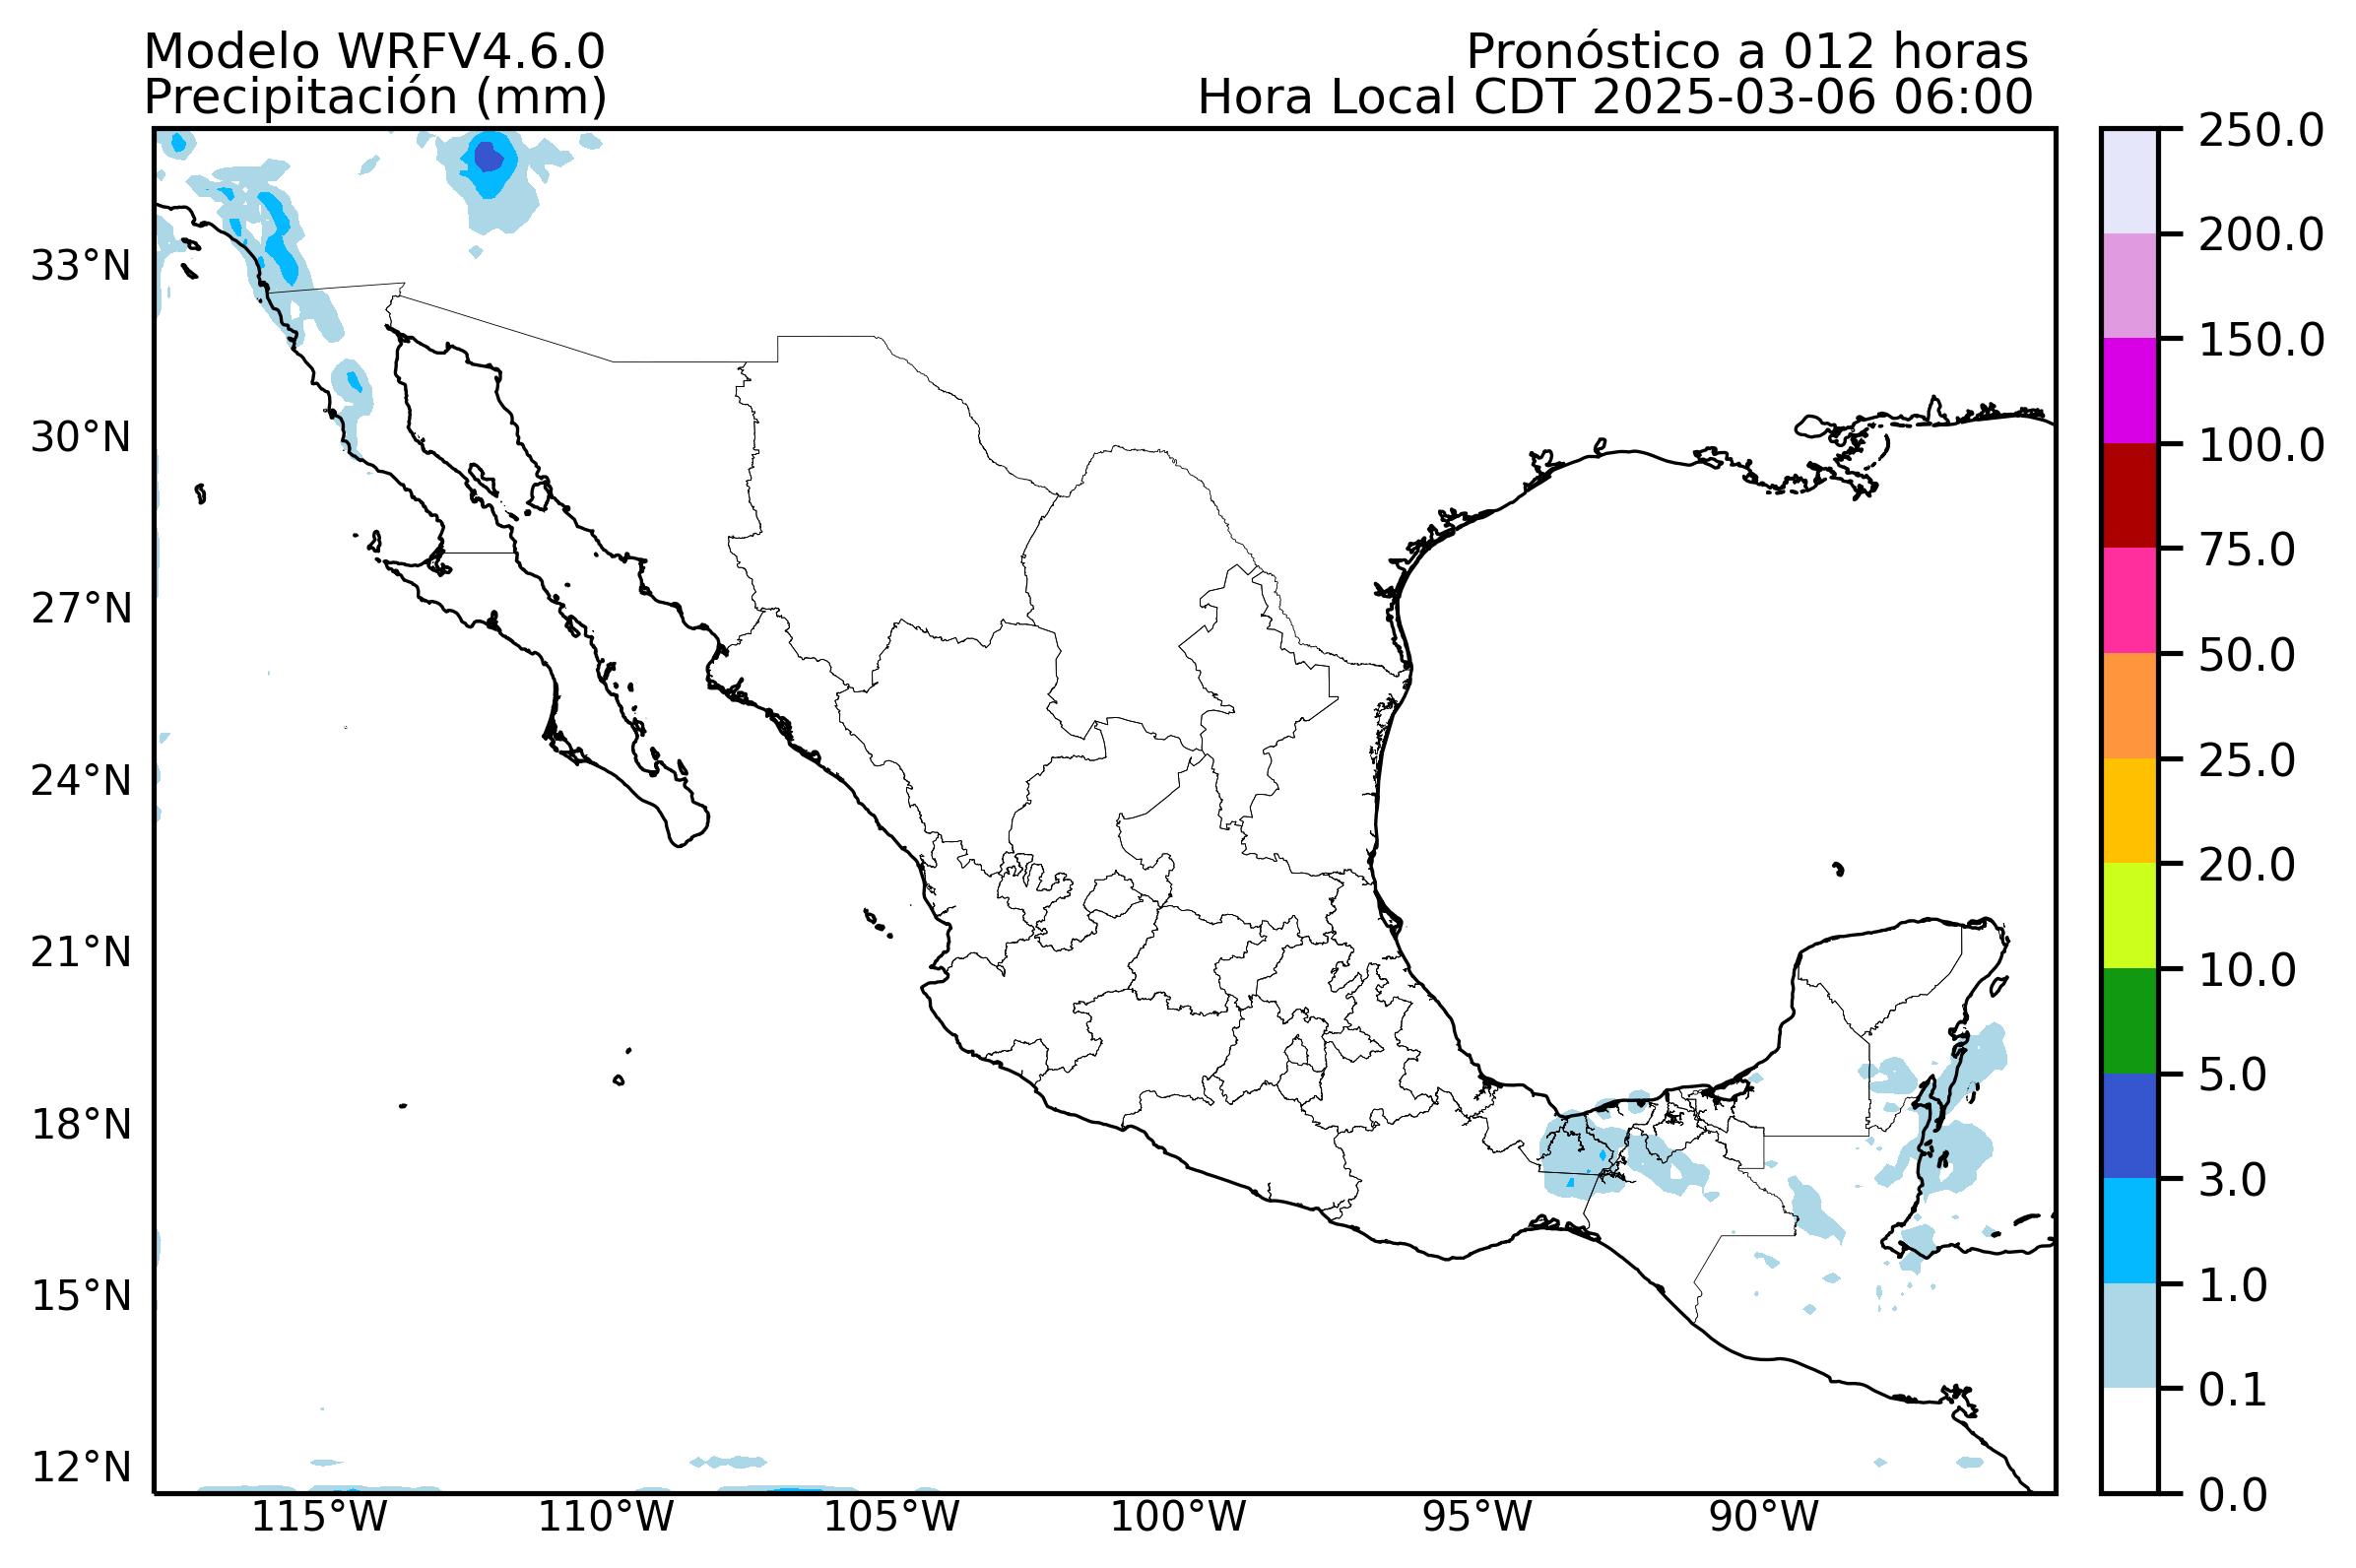 Modelo WRFV4.6.0
Pronóstico a 012 horas
Precipitación (mm)
Hora Local CDT 2025-03-06 06:00
33°N
30°N
27°N
24°N
21°N
18°N
15°N
12°N
115°W
110°W
105°W
100°W
95°W
90°W
250.0
200.0
150.0
100.0
75.0
50.0
25.0
20.0
10.0
5.0
3.0
1.0
0.1
0.0